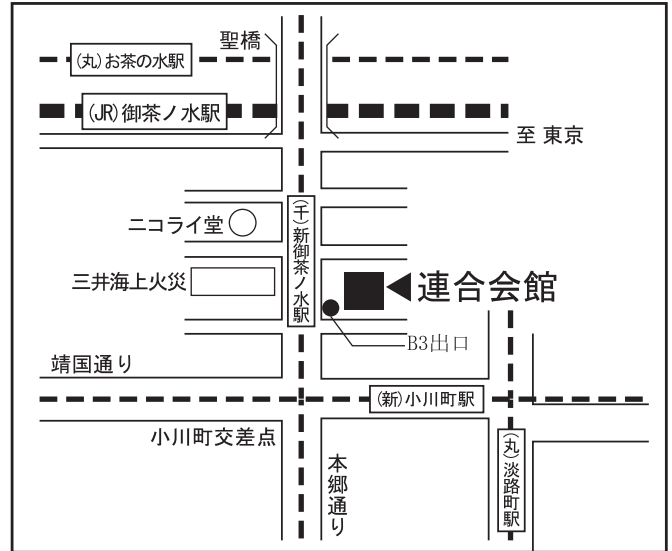 聖橋
(丸)お茶の水駅
(JR)御茶ノ水駅
至 東京
ニコライ堂
(千)新御茶ノ水駅
三井海上火災
連合会館
B3出口
靖国通り
(新)小川町駅
小川町交差点
本郷通り
(丸)淡路町駅